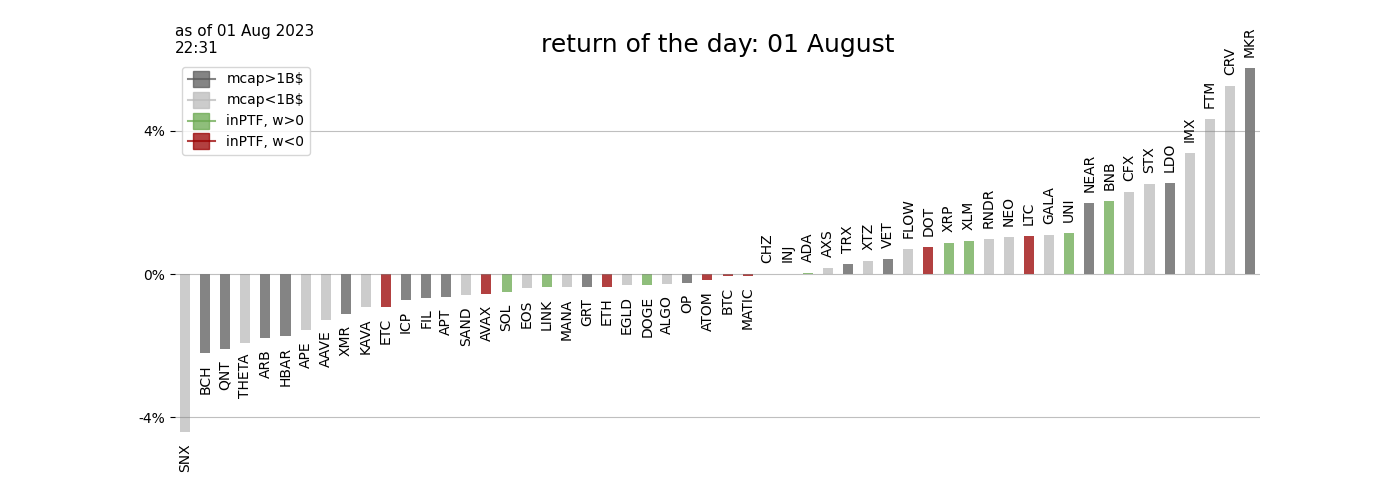 as of 01 Aug 2023
22:31
return of the day: 01 August
mcap>1B$
mcap<1B$
inPTF, w>0
inPTF, w<0
4%
0%
-4%
SNX
BCH
QNT
THETA
ARB
HBAR
APE
AAVE
XMR
KAVA
ETC
ICP
FIL
APT
SAND
AVAX
SOL
EOS
LINK
MANA
GRT
ETH
EGLD
DOGE
ALGO
OP
ATOM
BTC
MATIC
CHZ
INJ
ADA
AXS
TRX
XTZ
VET
FLOW
DOT
XRP
XLM
RNDR
NEO
LTC
GALA
UNI
NEAR
BNB
CFX
STX
LDO
IMX
FTM
CRV
MKR